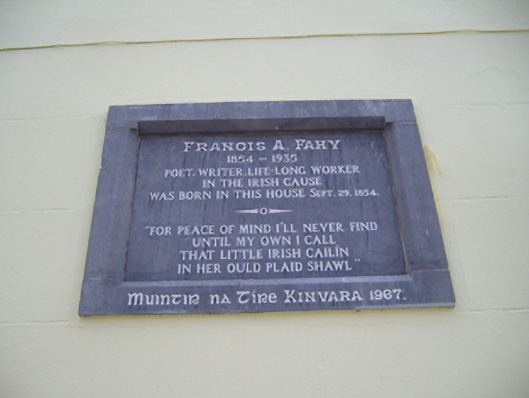 FRANCIS A. FAHY
1854 – 1935
POET. WRITER. LIFE-LONG WORKER
IN THE IRISH CAUSE
WAS BORN IN THIS HOUSE SEPT. 29. 1854.
"FOR PEACE OF MIND I'LL NEVER FIND
UNTIL MY OWN I CALL
THAT LITTLE IRISH CAILÍN
IN HER OULD PLAID SHAWL"
MUINTIR NA TÍRE KINVARA 1967.